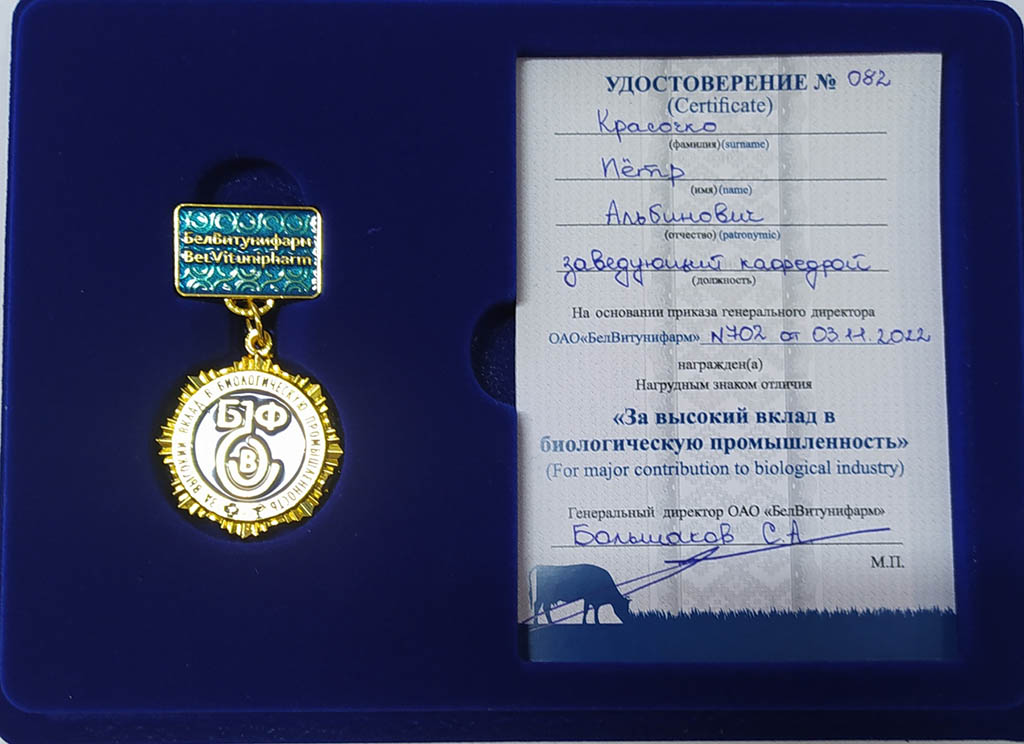 БелВитунифарм
BelVitunipharm
ЗА ВЫСОКИЙ ВКЛАД В БИОЛОГИЧЕСКУЮ ПРОМЫШЛЕННОСТЬ
БФ
В
УДОСТОВЕРЕНИЕ № 082
(Certificate)
Красочко
(фамилия)(surname)
Пётр
(имя)(name)
Альбинович
(отчество)(patronymic)
заведующий кафедрой
(должность)
На основании приказа генерального директора
ОАО«БелВитунифарм» N702 от 03.11.2022
награжден(а)
Нагрудным знаком отличия
«За высокий вклад в
биологическую промышленность»
(For major contribution to biological industry)
Генеральный директор ОАО «БелВитунифарм»
Большаков С.А
М.П.